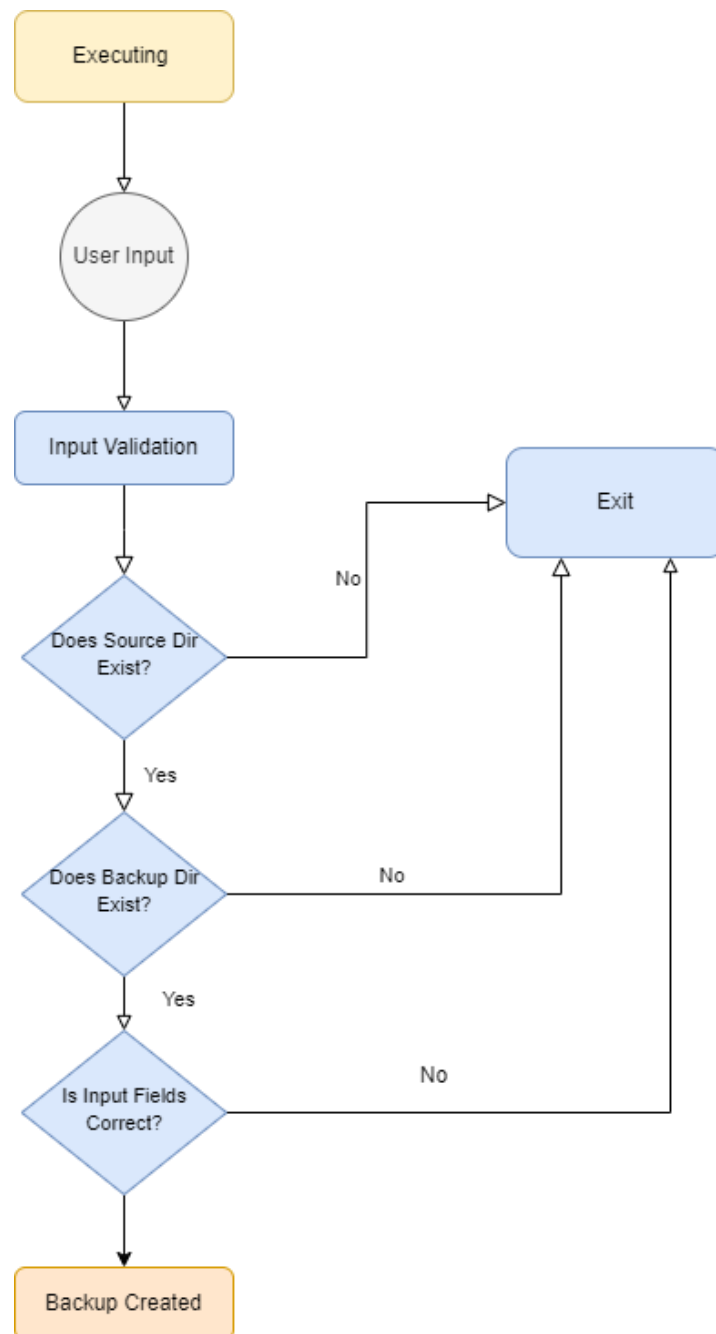 Executing
User Input
Input Validation
Exit
No
Does Source Dir
Exist?
Yes
Does Backup Dir
Exist?
No
Yes
Is Input Fields
Correct?
No
Backup Created